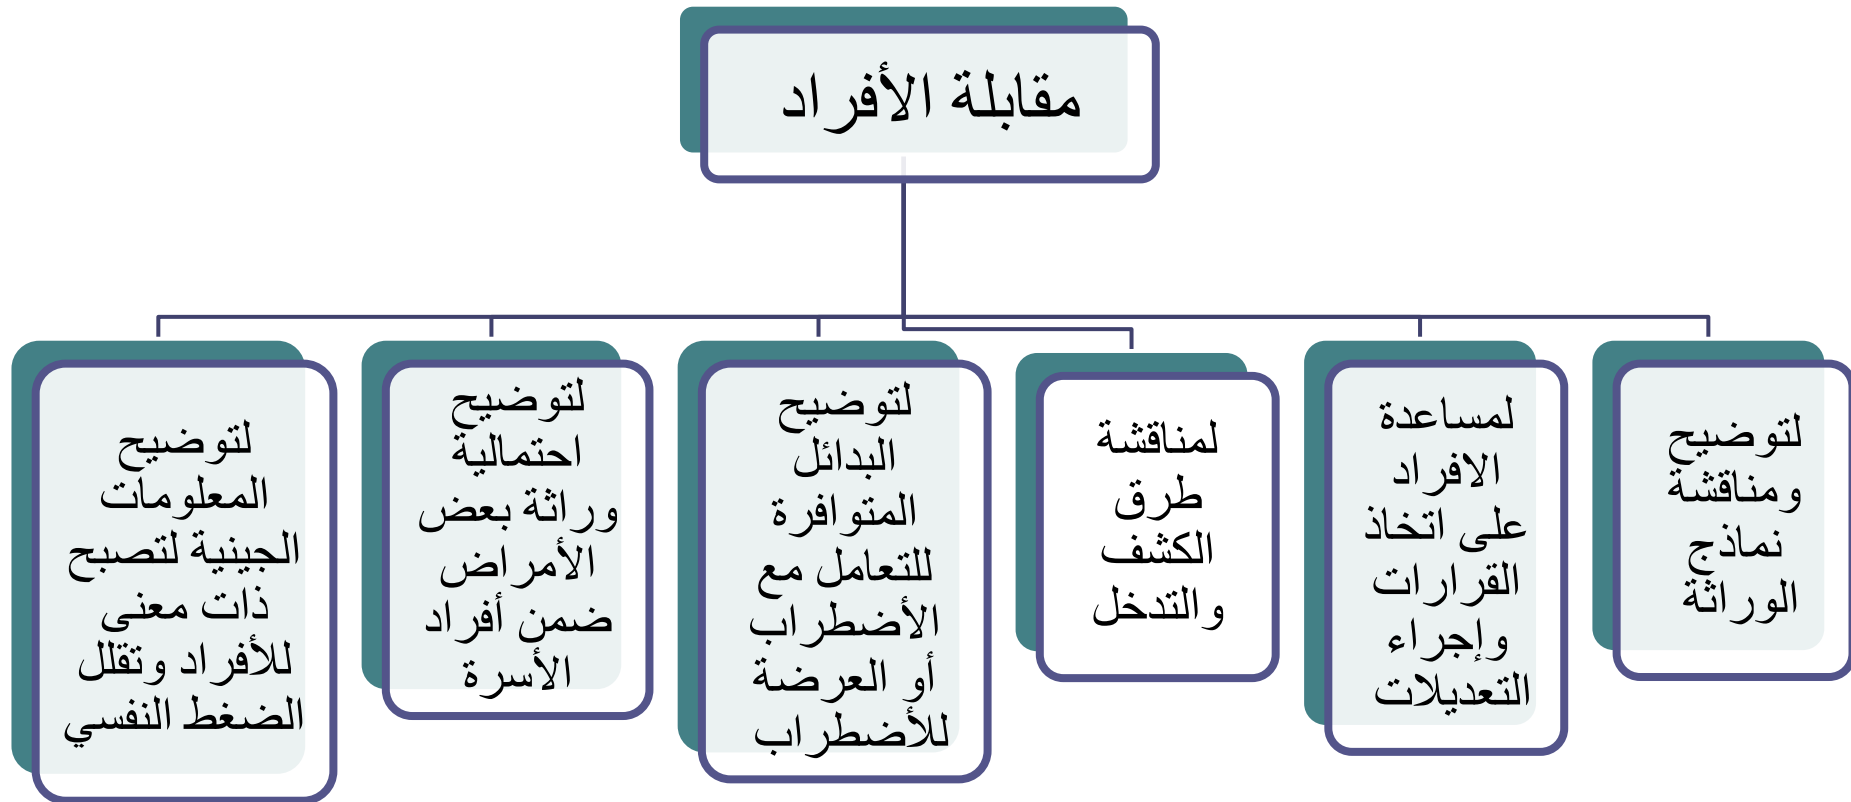 مقابلة الأفراد
لتوضيح
ومناقشة
نماذج
الوراثة
لمساعدة
الافراد
على اتخاذ
القرارات
وإجراء
التعديلات
لمناقشة
طرق
الكشف
والتدخل
لتوضيح
البدائل
المتوافرة
للتعامل مع
الأضطراب
أو العرضة
للأضطراب
لتوضيح
احتمالية
وراثة بعض
الأمراض
ضمن أفراد
الأسرة
لتوضيح
المعلومات
الجينية لتصبح
ذات معنى
للأفراد وتقلل
الضغط النفسي